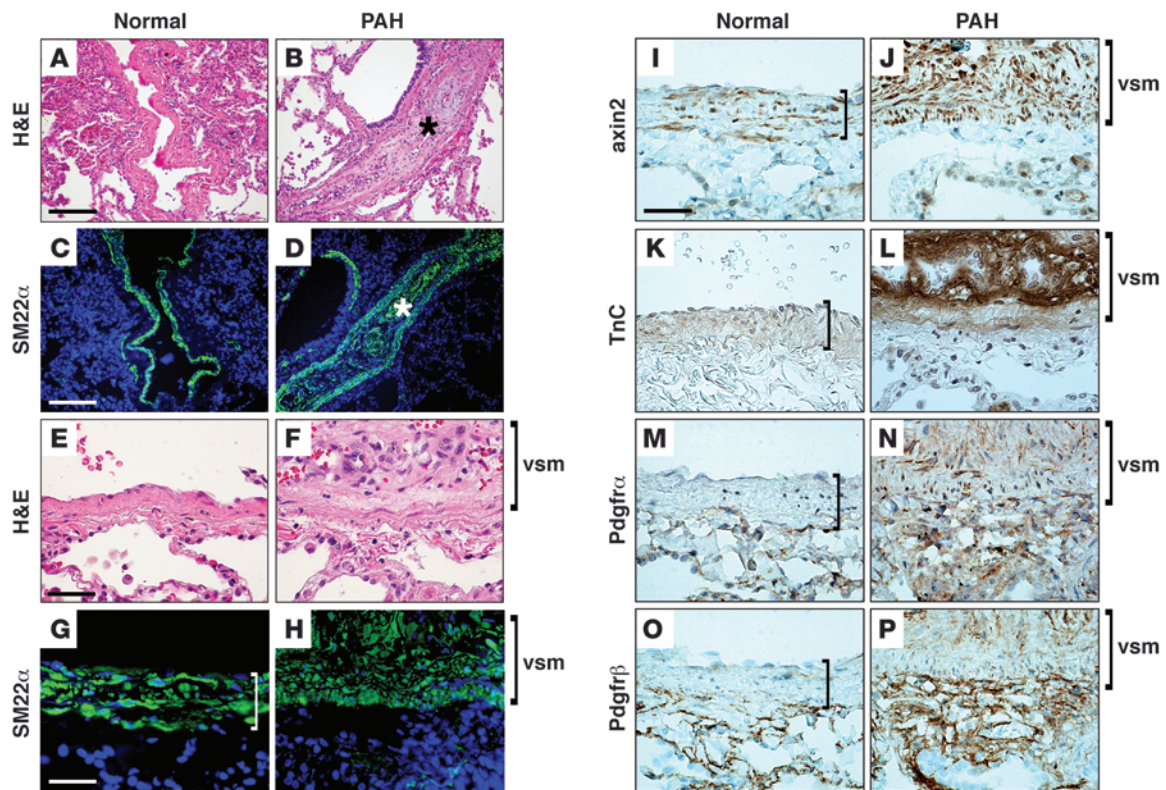 Normal PAH
H&E A B
SM22α C D
H&E E F vsm
SM22α G H vsm
Normal PAH
axin2 I J vsm
TnC K L vsm
Pdgfrα M N vsm
Pdgfrβ O P vsm